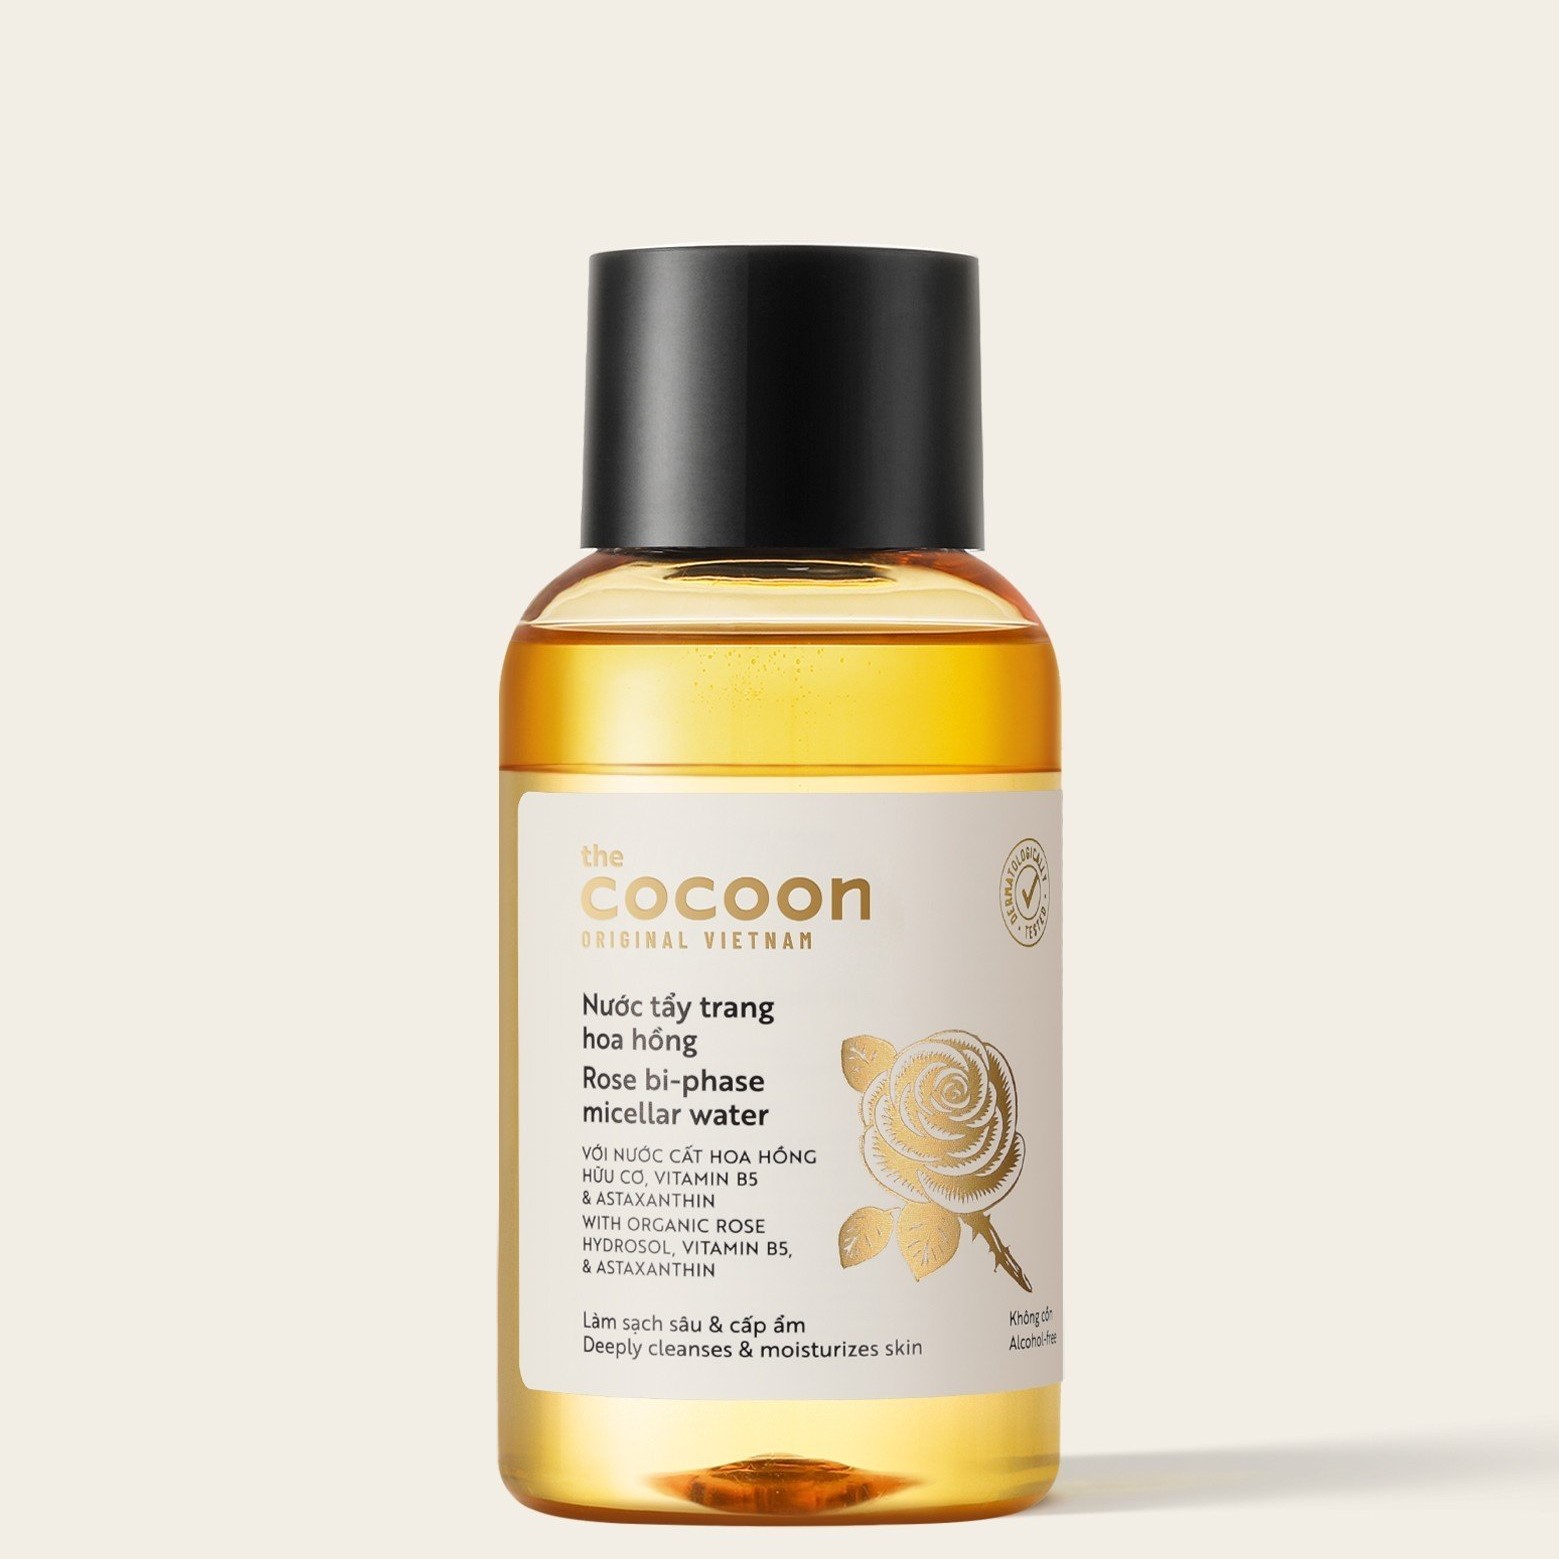 the
cocoon
ORIGINAL VIETNAM
DERMATOLOGICALLY
TESTED
Nước tẩy trang
hoa hồng
Rose bi-phase
micellar water
VỚI NƯỚC CẤT HOA HỒNG
HỮU CƠ, VITAMIN B5
& ASTAXANTHIN
WITH ORGANIC ROSE
HYDROSOL, VITAMIN B5,
& ASTAXANTHIN
Làm sạch sâu & cấp ẩm
Deeply cleanses & moisturizes skin
Không cồn
Alcohol-free